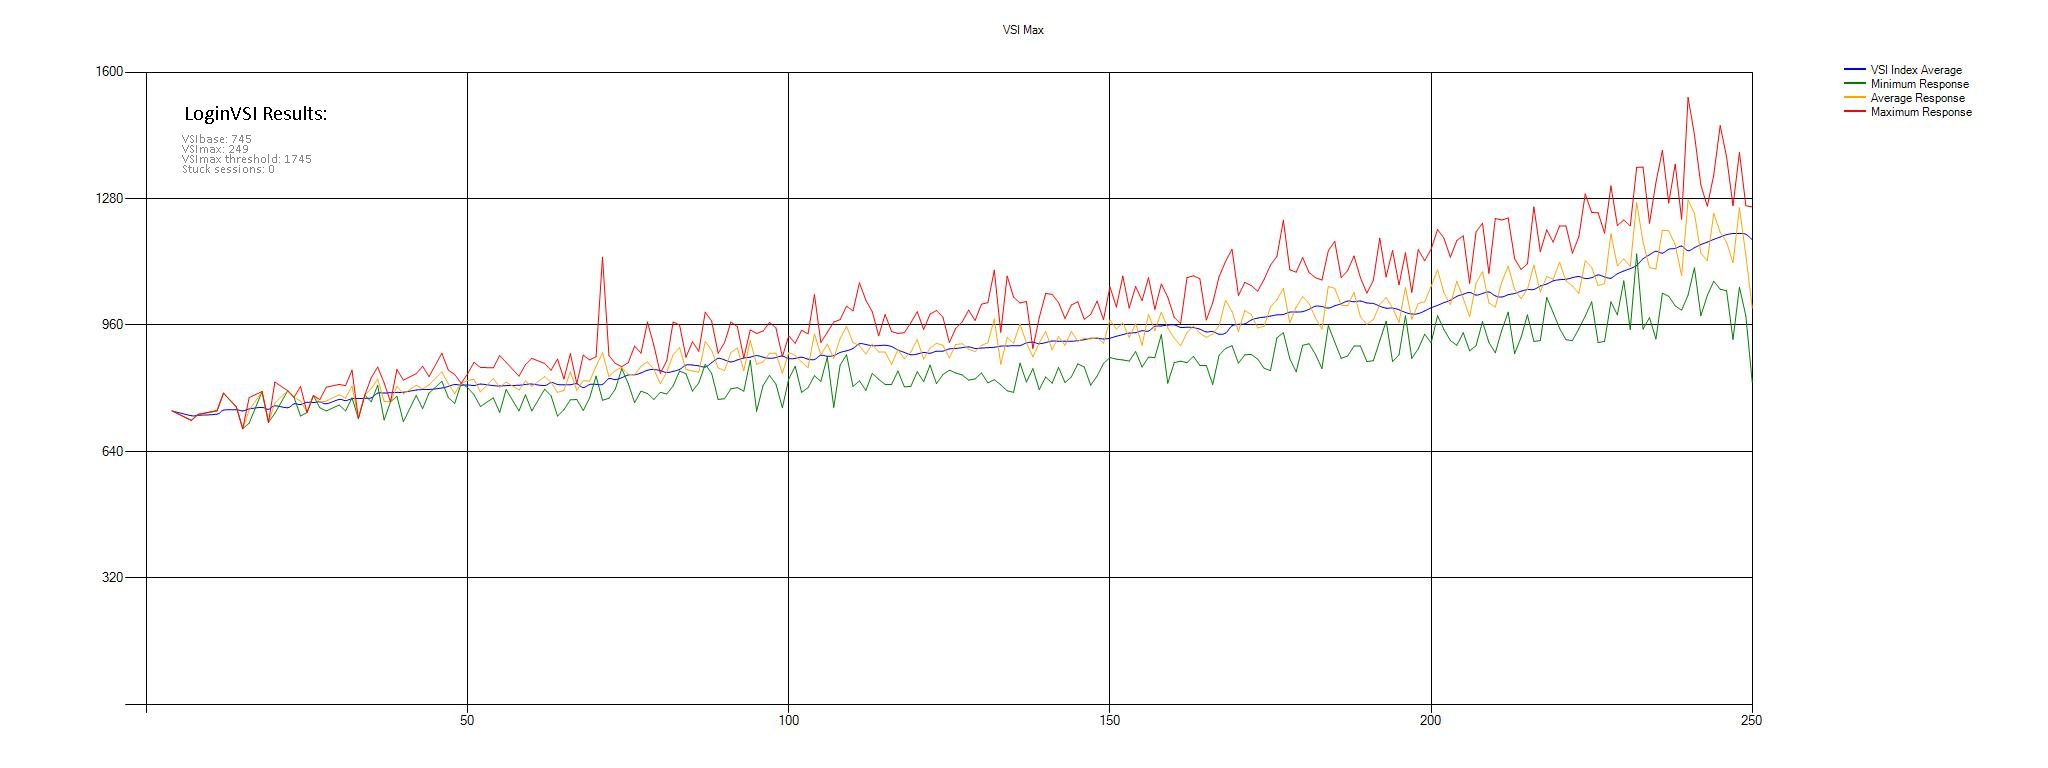 VSI Max
1600
1280
960
640
320
LoginVSI Results:
VSIbase: 745
VSImax: 249
VSImax threshold: 1745
Stuck sessions: 0
VSI Index Average
Minimum Response
Average Response
Maximum Response
50
100
150
200
250